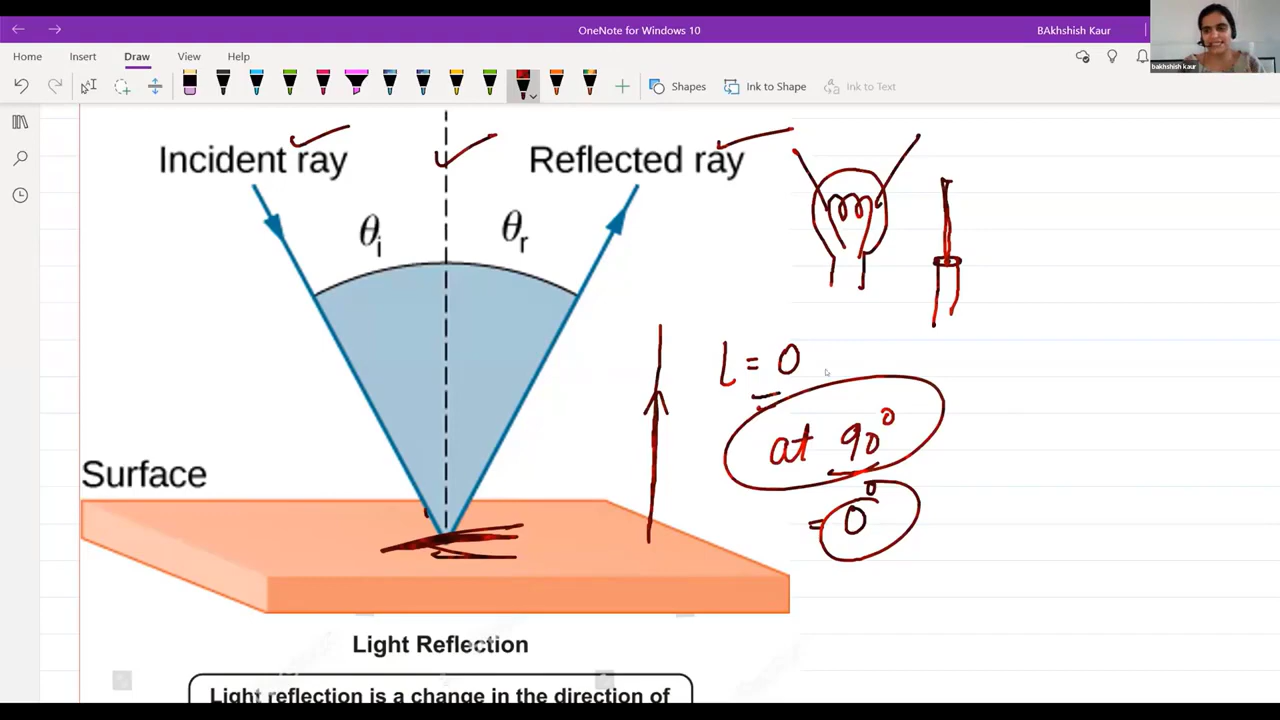 OneNote for Windows 10
BAkhshish Kaur
bakhshish kaur
Home Insert Draw View Help
Shapes Ink to Shape Ink to Text
Incident ray Reflected ray
θi θr
L = 0
at 90°
Surface
= 0°
Light Reflection
Light reflection is a change in the direction of